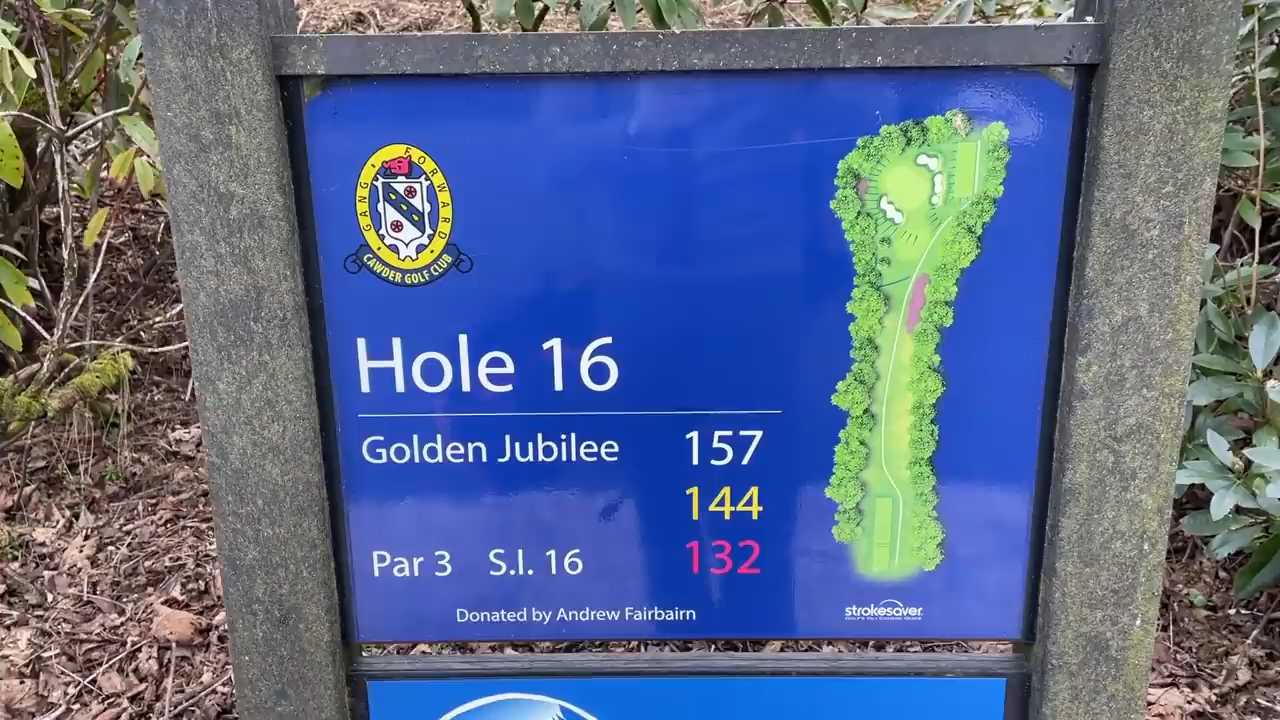 GANG FORWARD
CAWDER GOLF CLUB
Hole 16
Golden Jubilee 157
144
Par 3 S.I. 16 132
Donated by Andrew Fairbairn
strokesaver